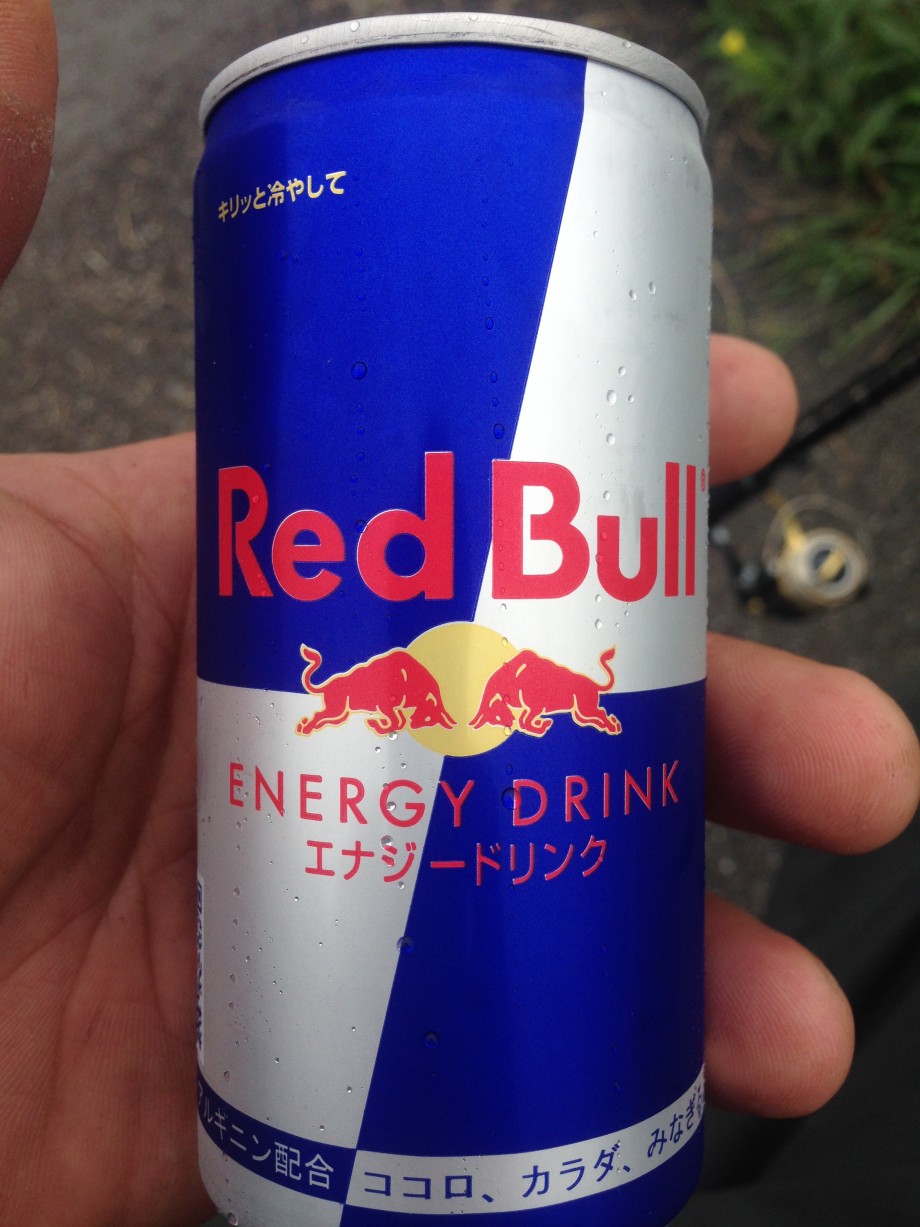 キリッと冷やして
Red Bull®
ENERGY DRINK
エナジードリンク
アルギニン配合
ココロ、カラダ、みなぎ